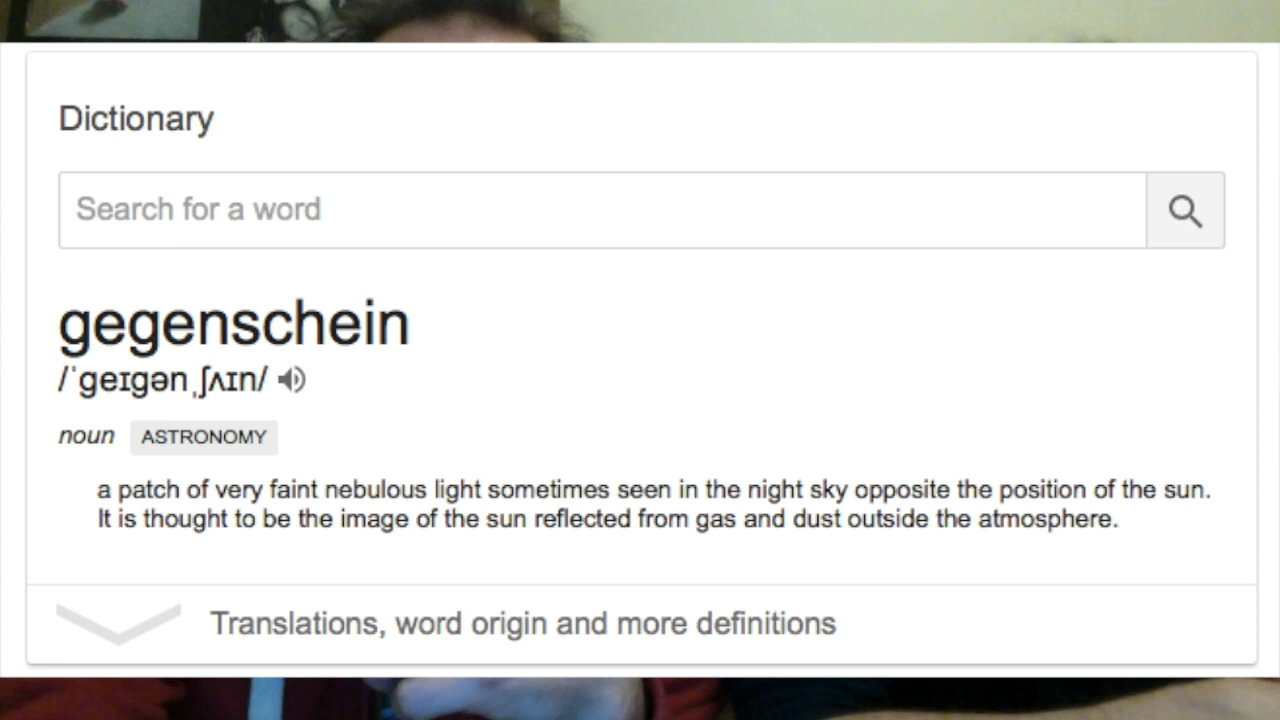 Dictionary
Search for a word
gegenschein
/ˈɡeɪɡənˌʃʌɪn/
noun ASTRONOMY
a patch of very faint nebulous light sometimes seen in the night sky opposite the position of the sun.
It is thought to be the image of the sun reflected from gas and dust outside the atmosphere.
Translations, word origin and more definitions